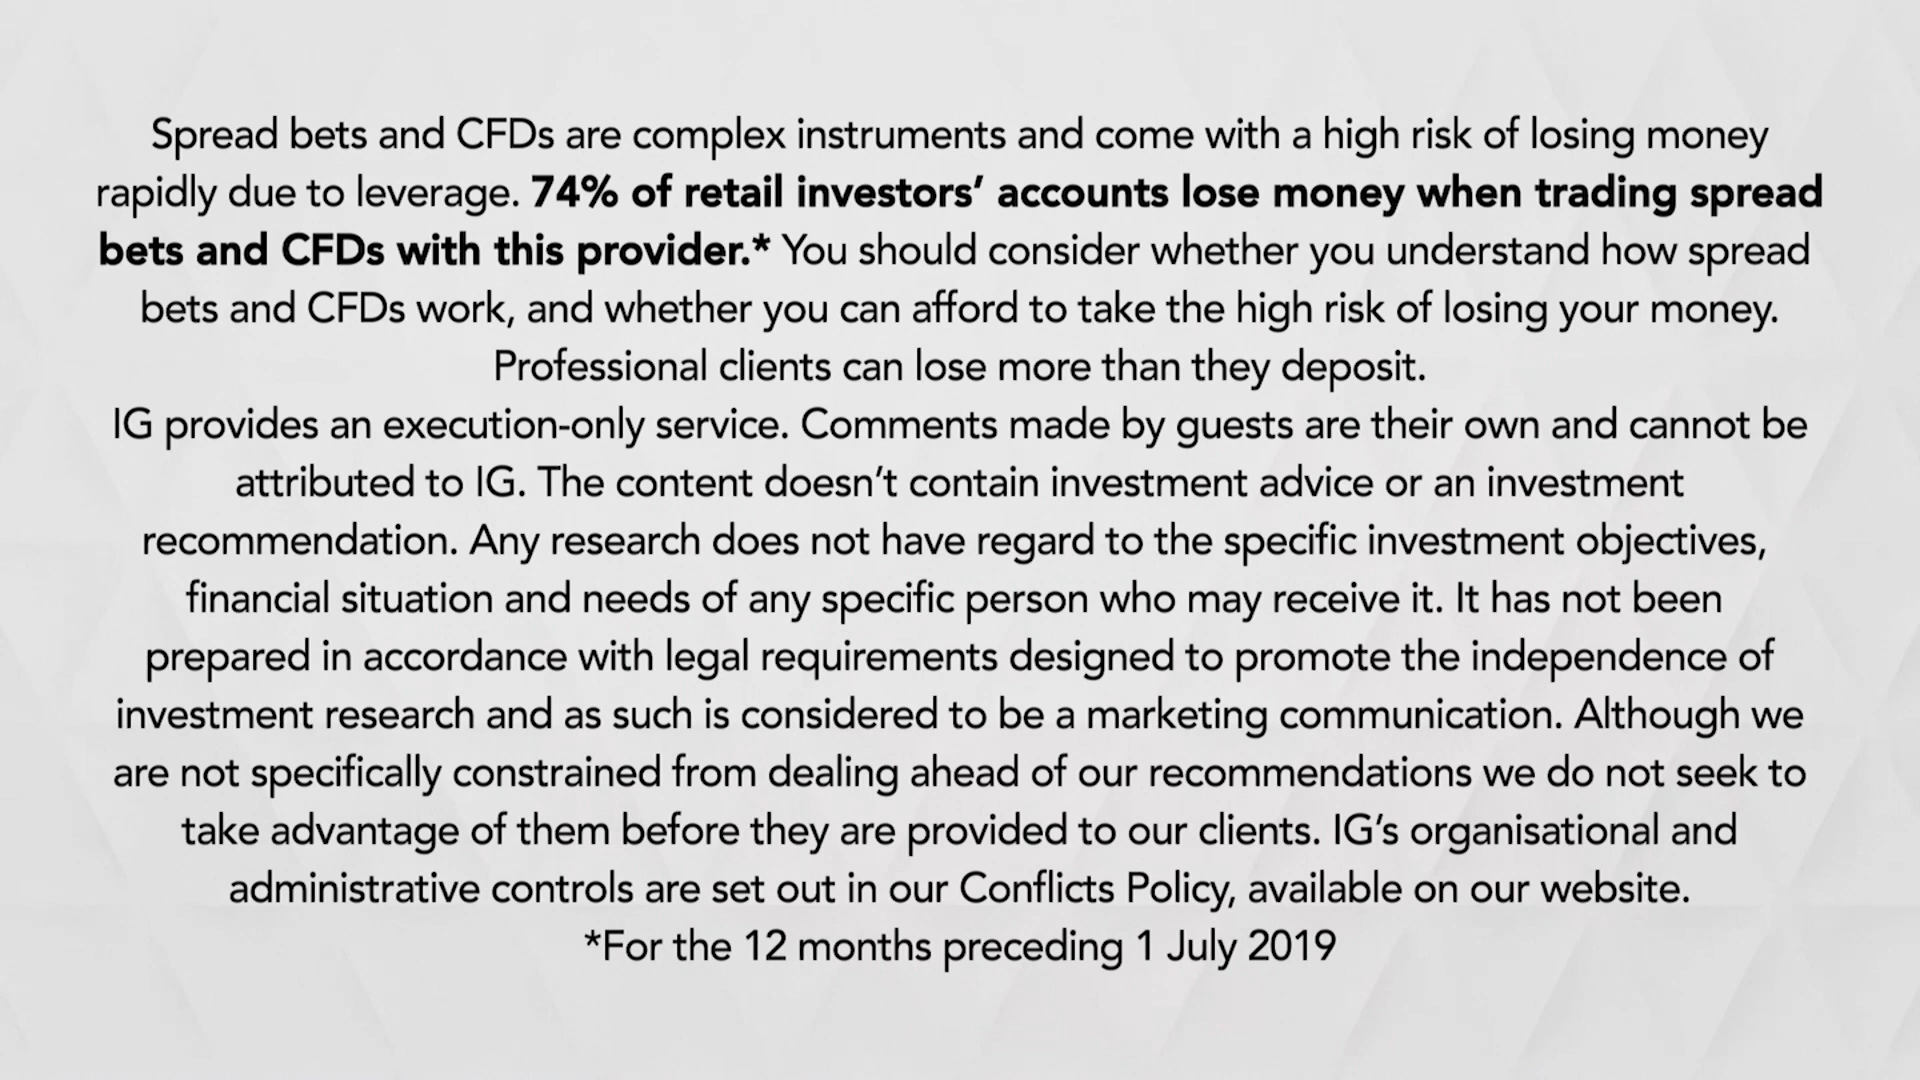 Spread bets and CFDs are complex instruments and come with a high risk of losing money
rapidly due to leverage. 74% of retail investors’ accounts lose money when trading spread
bets and CFDs with this provider.* You should consider whether you understand how spread
bets and CFDs work, and whether you can afford to take the high risk of losing your money.
Professional clients can lose more than they deposit.
IG provides an execution-only service. Comments made by guests are their own and cannot be
attributed to IG. The content doesn’t contain investment advice or an investment
recommendation. Any research does not have regard to the specific investment objectives,
financial situation and needs of any specific person who may receive it. It has not been
prepared in accordance with legal requirements designed to promote the independence of
investment research and as such is considered to be a marketing communication. Although we
are not specifically constrained from dealing ahead of our recommendations we do not seek to
take advantage of them before they are provided to our clients. IG’s organisational and
administrative controls are set out in our Conflicts Policy, available on our website.
*For the 12 months preceding 1 July 2019